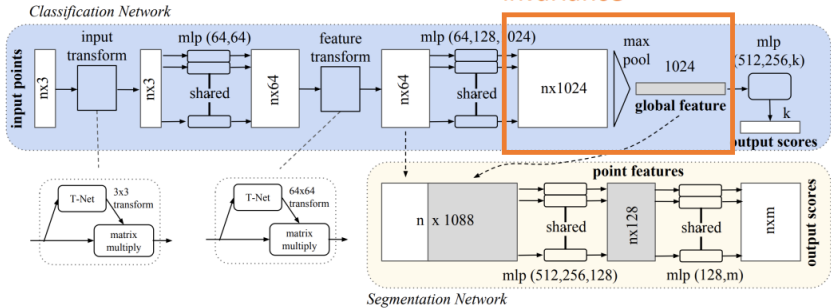 Classification Network
input points
nx3
input
transform
nx3
mlp (64,64)
shared
nx64
feature
transform
nx64
mlp (64,128,1024)
shared
nx1024
max
pool
1024
global feature
mlp
(512,256,k)
k
output scores
T-Net
3x3
transform
matrix
multiply
T-Net
64x64
transform
matrix
multiply
point features
n x 1088
shared
mlp (512,256,128)
nx128
shared
mlp (128,m)
nxm
output scores
Segmentation Network